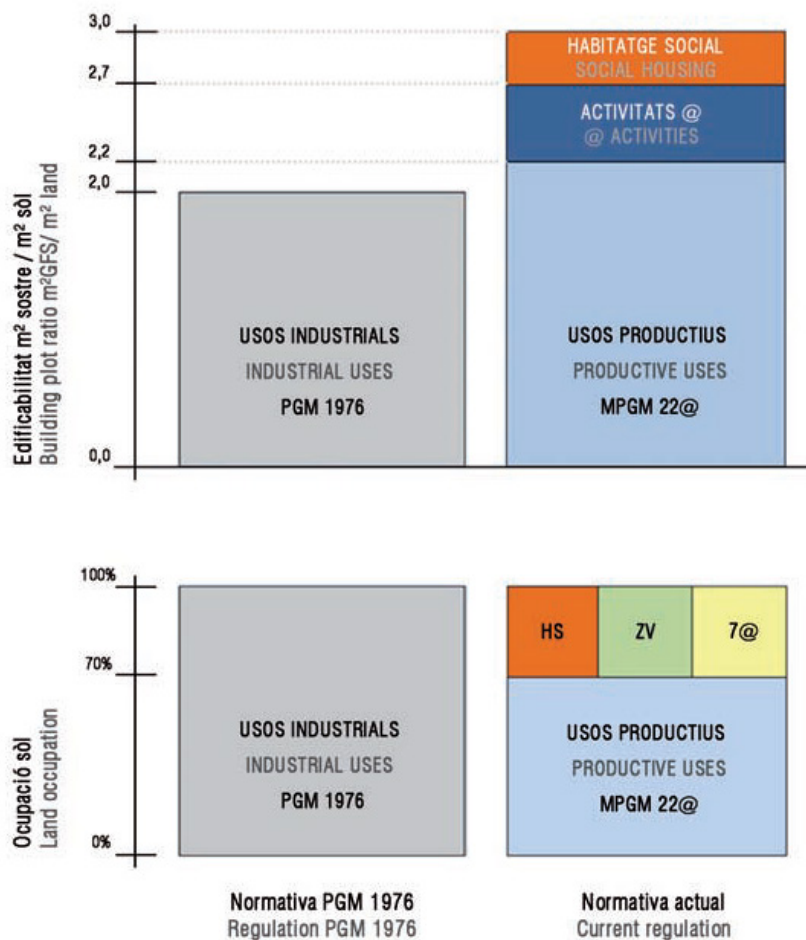 3,0
2,7
2,2
2,0
0,0
Edificabilitat m² sostre / m² sòl
Building plot ratio m²GFS/ m² land
HABITATGE SOCIAL
SOCIAL HOUSING
ACTIVITATS @
@ ACTIVITIES
USOS INDUSTRIALS
INDUSTRIAL USES
PGM 1976
USOS PRODUCTIUS
PRODUCTIVE USES
MPGM 22@
100%
70%
0%
Ocupació sòl
Land occupation
USOS INDUSTRIALS
INDUSTRIAL USES
PGM 1976
HS
ZV
7@
USOS PRODUCTIUS
PRODUCTIVE USES
MPGM 22@
Normativa PGM 1976
Regulation PGM 1976
Normativa actual
Current regulation